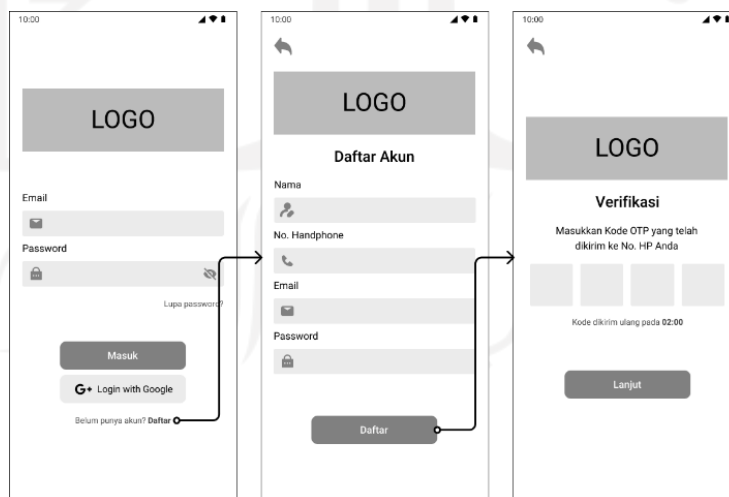 10:00
LOGO
Email
Password
Lupa password?
Masuk
G+ Login with Google
Belum punya akun? Daftar
10:00
LOGO
Daftar Akun
Nama
No. Handphone
Email
Password
Daftar
10:00
LOGO
Verifikasi
Masukkan Kode OTP yang telah
dikirim ke No. HP Anda
Kode dikirim ulang pada 02:00
Lanjut